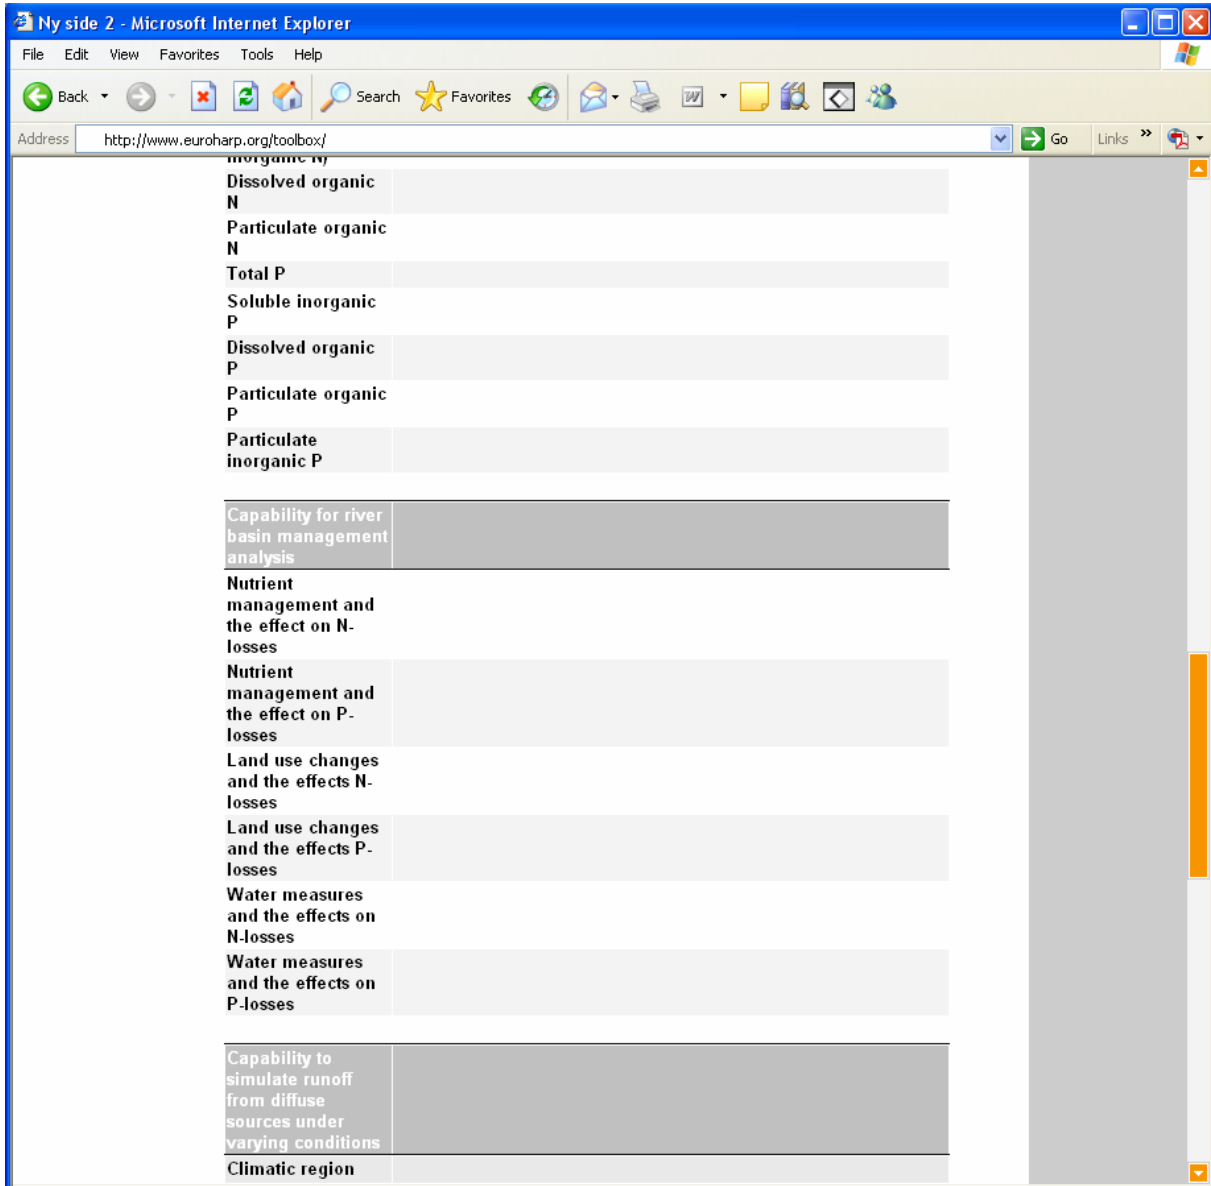 Ny side 2 - Microsoft Internet Explorer
File Edit View Favorites Tools Help
Back Search Favorites W
Address http://www.euroharp.org/toolbox/ Go Links »
inorganic N)
Dissolved organic
N
Particulate organic
N
Total P
Soluble inorganic
P
Dissolved organic
P
Particulate organic
P
Particulate
inorganic P
Capability for river
basin management
analysis
Nutrient
management and
the effect on N-
losses
Nutrient
management and
the effect on P-
losses
Land use changes
and the effects N-
losses
Land use changes
and the effects P-
losses
Water measures
and the effects on
N-losses
Water measures
and the effects on
P-losses
Capability to
simulate runoff
from diffuse
sources under
varying conditions
Climatic region